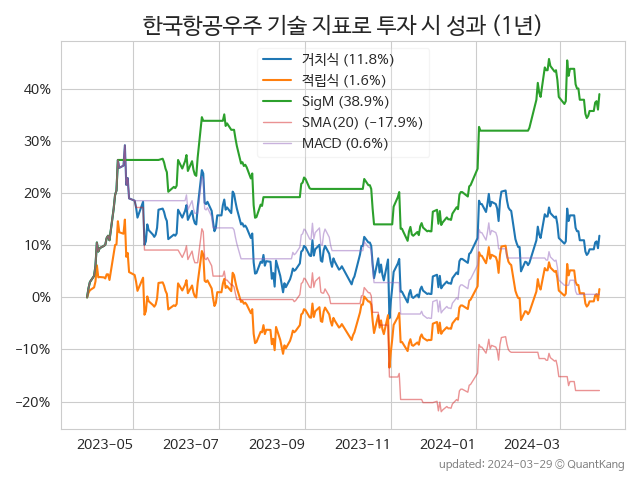 한국항공우주 기술 지표로 투자 시 성과 (1년)
거치식 (11.8%)
적립식 (1.6%)
SigM (38.9%)
SMA(20) (−17.9%)
MACD (0.6%)
40%
30%
20%
10%
0%
−10%
−20%
2023-05 2023-07 2023-09 2023-11 2024-01 2024-03
updated: 2024-03-29 © QuantKang